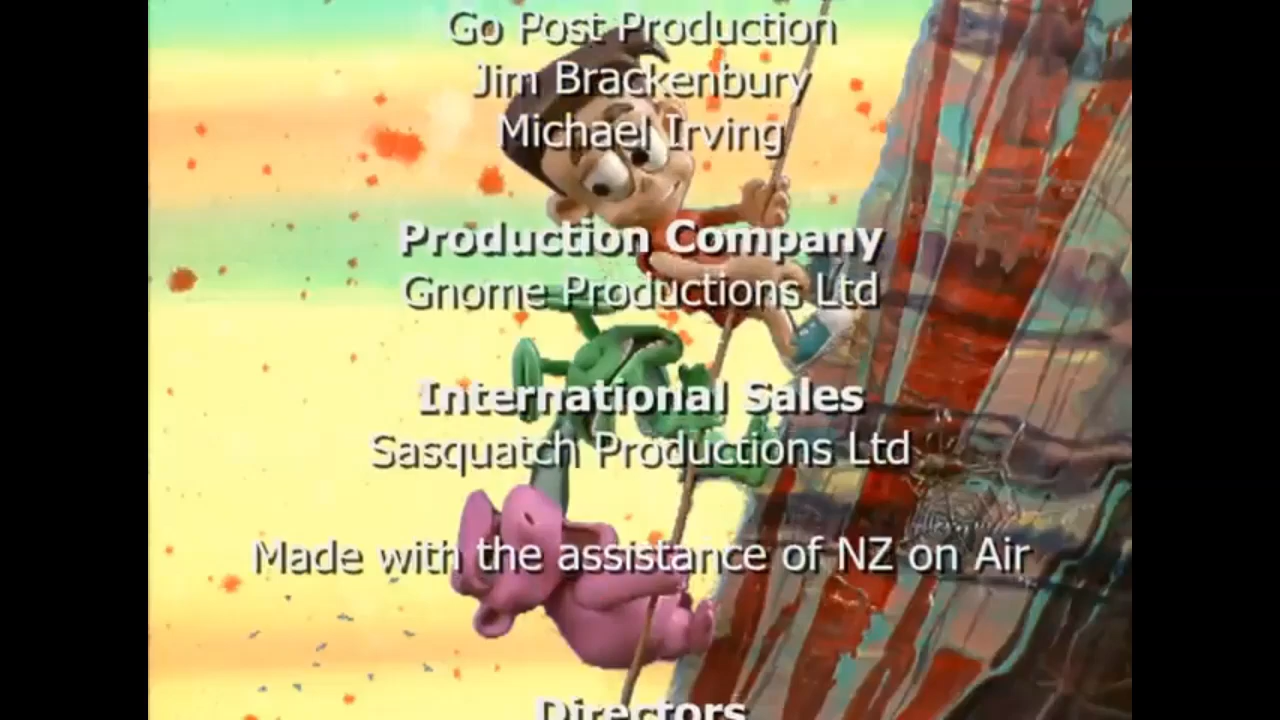 Go Post Production
Jim Brackenbury
Michael Irving
Production Company
Gnome Productions Ltd
International Sales
Sasquatch Productions Ltd
Made with the assistance of NZ on Air
Directors